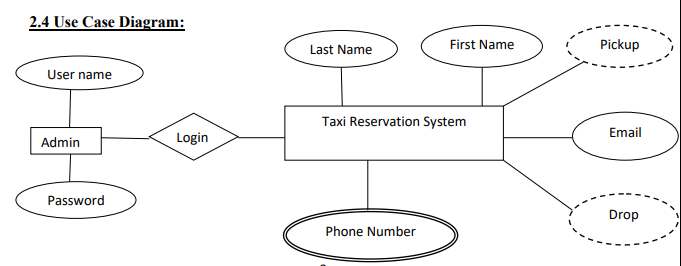 2.4 Use Case Diagram:
Last Name
First Name
Pickup
User name
Taxi Reservation System
Admin
Login
Email
Password
Drop
Phone Number